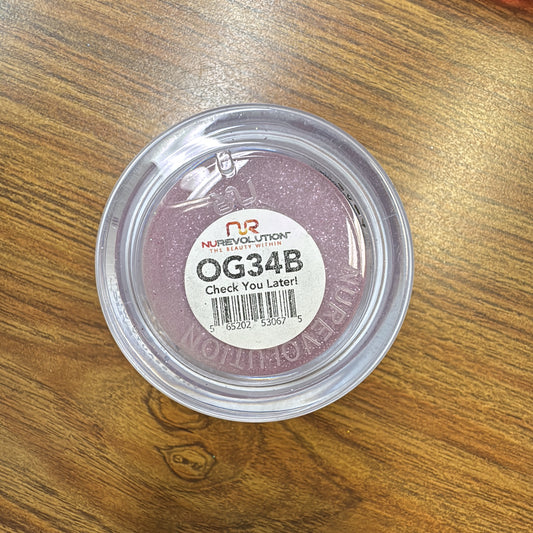 NR
NUREVOLUTION
THE BEAUTY WITHIN
OG34B
Check You Later!
5 65202 53067 5
NUREVOLUTION